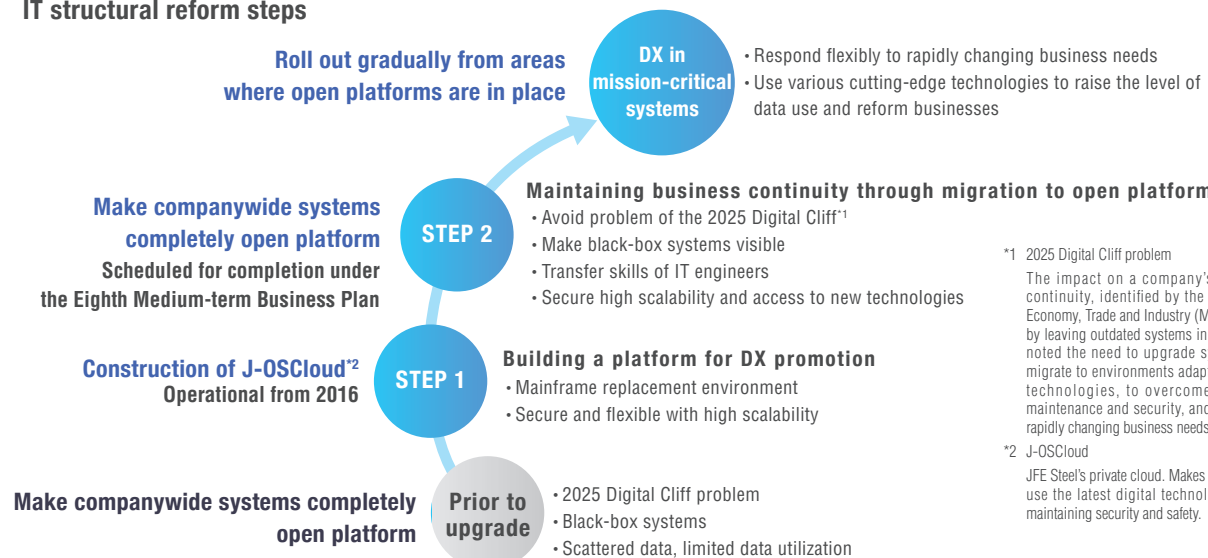 IT structural reform steps
Roll out gradually from areas
where open platforms are in place
DX in
mission-critical
systems
• Respond flexibly to rapidly changing business needs
• Use various cutting-edge technologies to raise the level of
data use and reform businesses
Make companywide systems
completely open platform
Scheduled for completion under
the Eighth Medium-term Business Plan
STEP 2
Maintaining business continuity through migration to open platform
• Avoid problem of the 2025 Digital Cliff*1
• Make black-box systems visible
• Transfer skills of IT engineers
• Secure high scalability and access to new technologies
Construction of J-OSCloud*2
Operational from 2016
STEP 1
Building a platform for DX promotion
• Mainframe replacement environment
• Secure and flexible with high scalability
Make companywide systems completely
open platform
Prior to
upgrade
• 2025 Digital Cliff problem
• Black-box systems
• Scattered data, limited data utilization
*1 2025 Digital Cliff problem
The impact on a company's
continuity, identified by the
Economy, Trade and Industry (M
by leaving outdated systems in
noted the need to upgrade s
migrate to environments adap
technologies, to overcome
maintenance and security, and
rapidly changing business needs
*2 J-OSCloud
JFE Steel's private cloud. Makes
use the latest digital technol
maintaining security and safety.